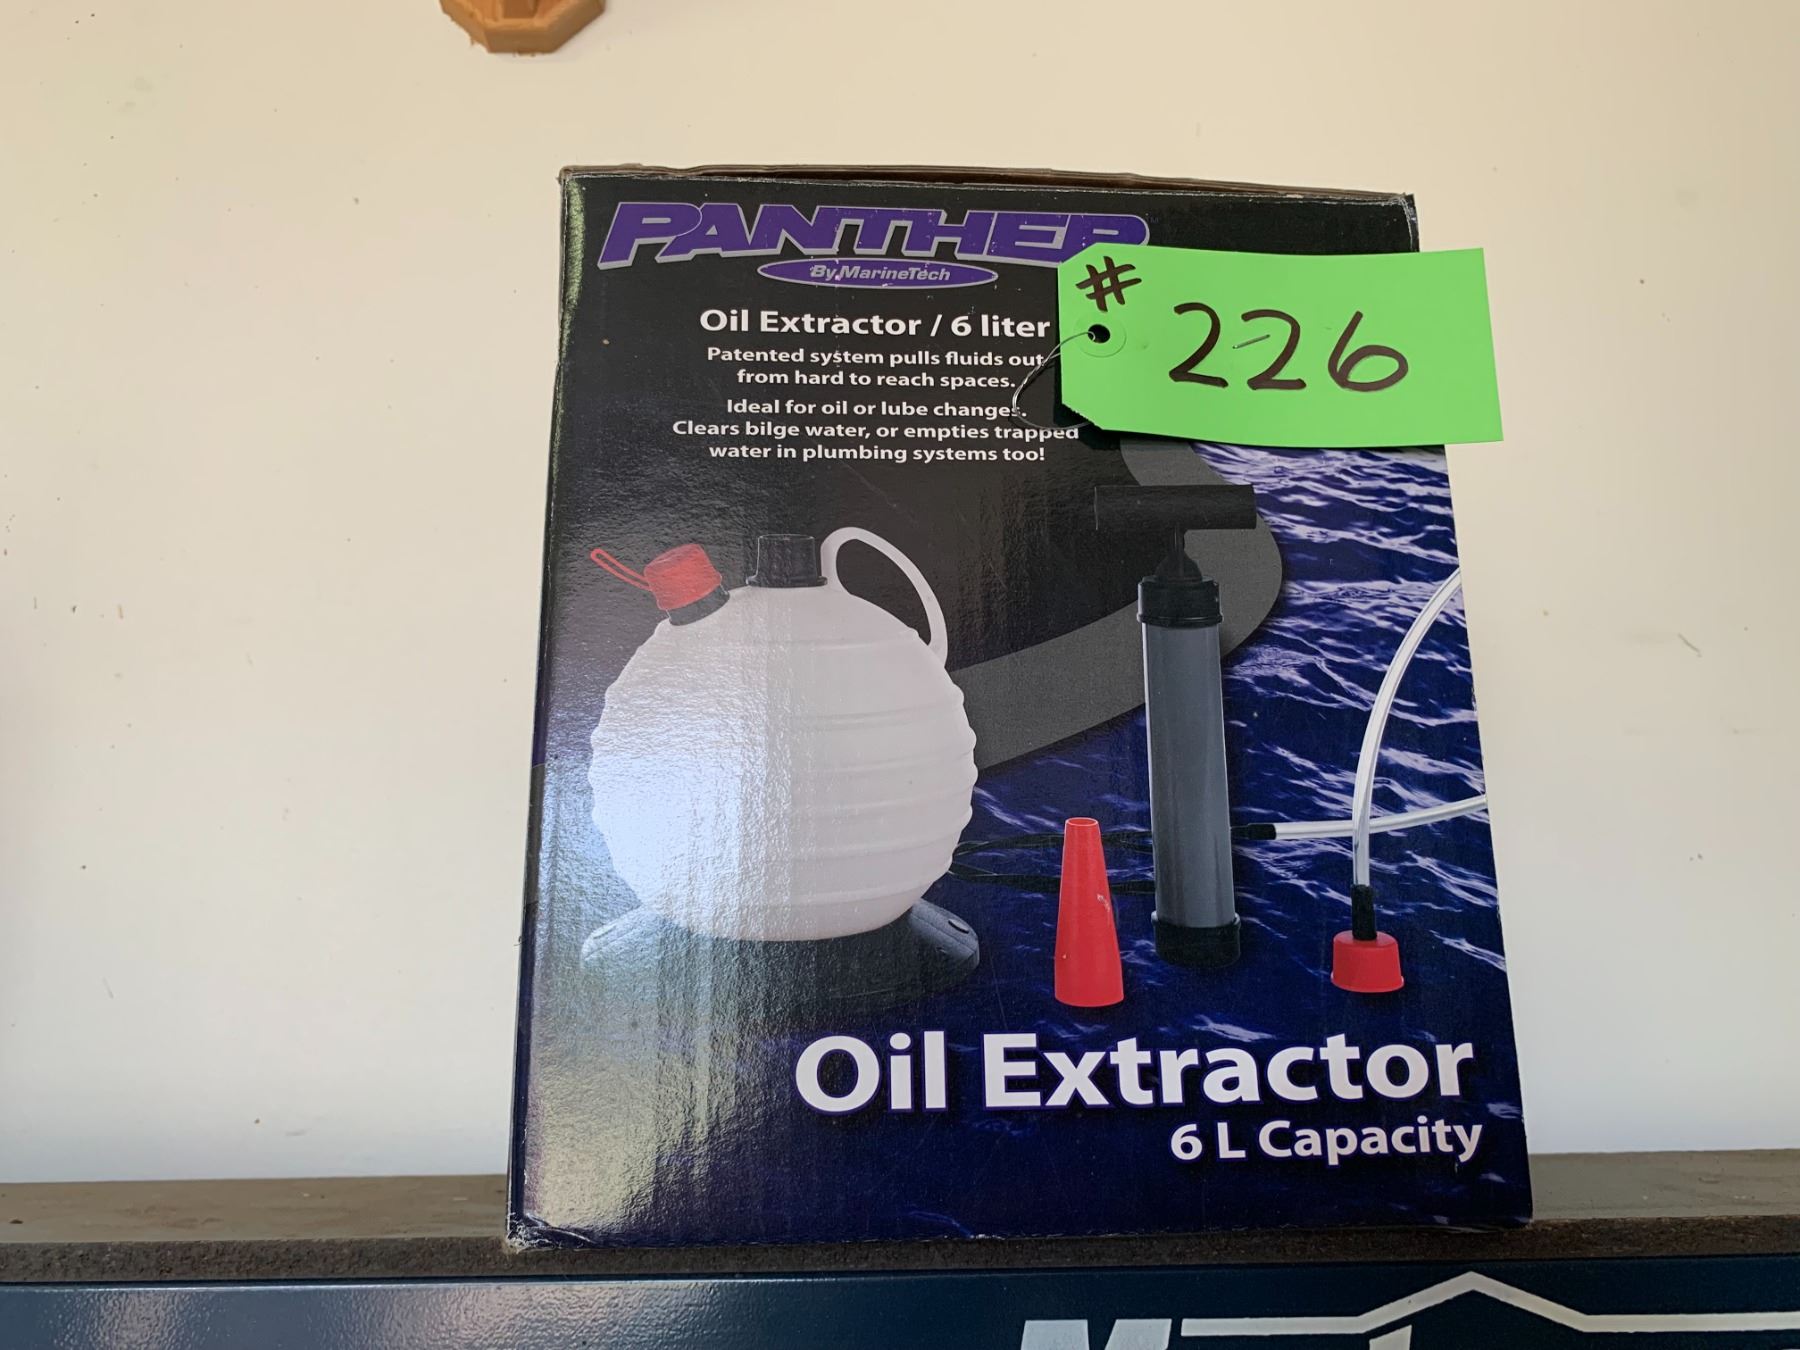 PANTHER
By MarineTech
# 226
Oil Extractor / 6 liter
Patented system pulls fluids out
from hard to reach spaces.
Ideal for oil or lube changes.
Clears bilge water, or empties trapped
water in plumbing systems too!
Oil Extractor
6 L Capacity